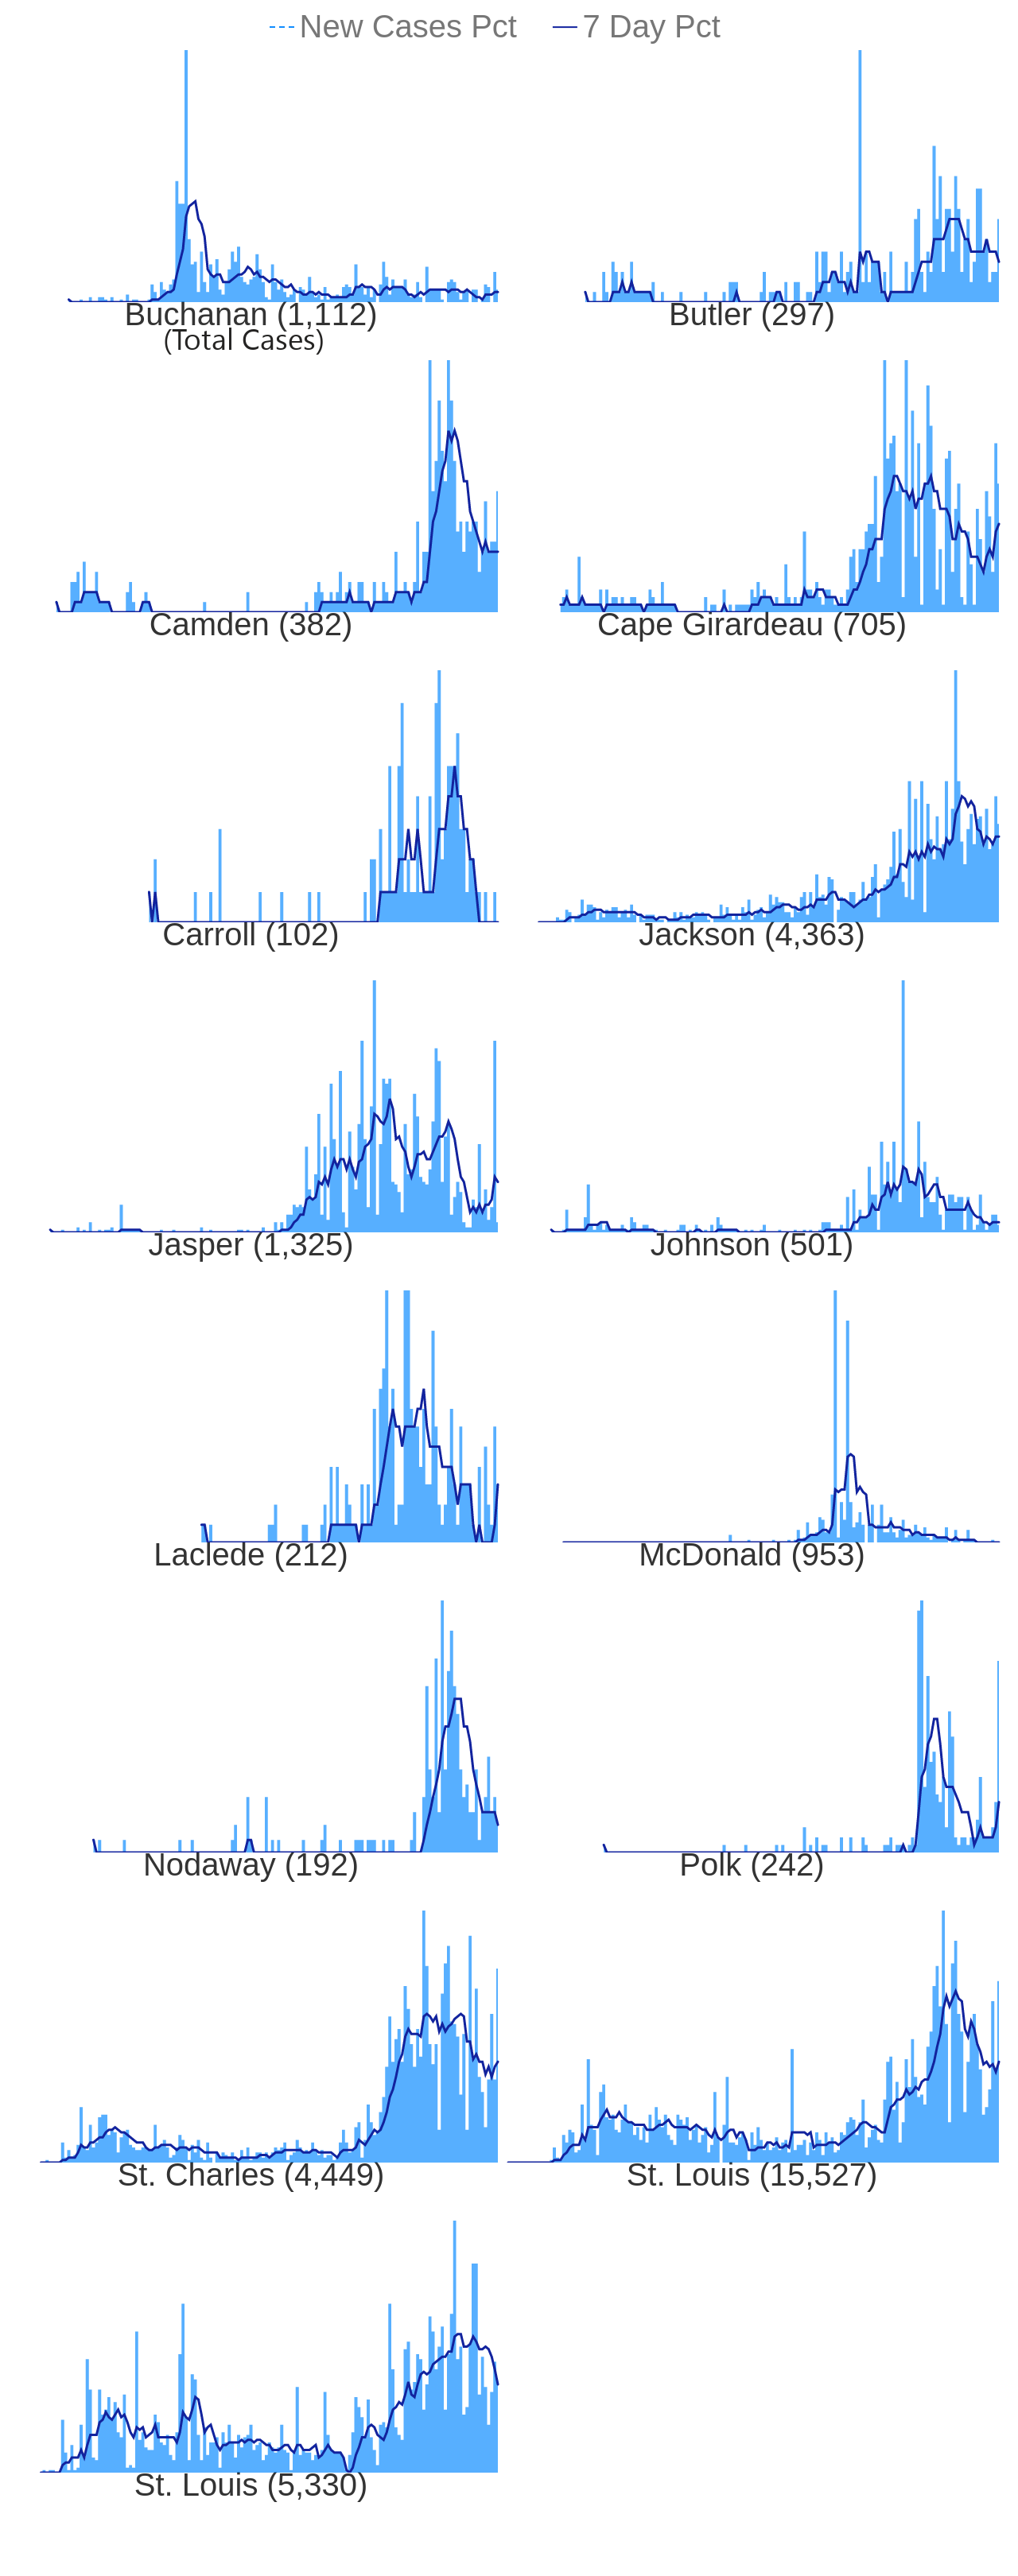 New Cases Pct 7 Day Pct
Buchanan (1,112) Butler (297)
(Total Cases)
Camden (382) Cape Girardeau (705)
Carroll (102) Jackson (4,363)
Jasper (1,325) Johnson (501)
Laclede (212) McDonald (953)
Nodaway (192) Polk (242)
St. Charles (4,449) St. Louis (15,527)
St. Louis (5,330)